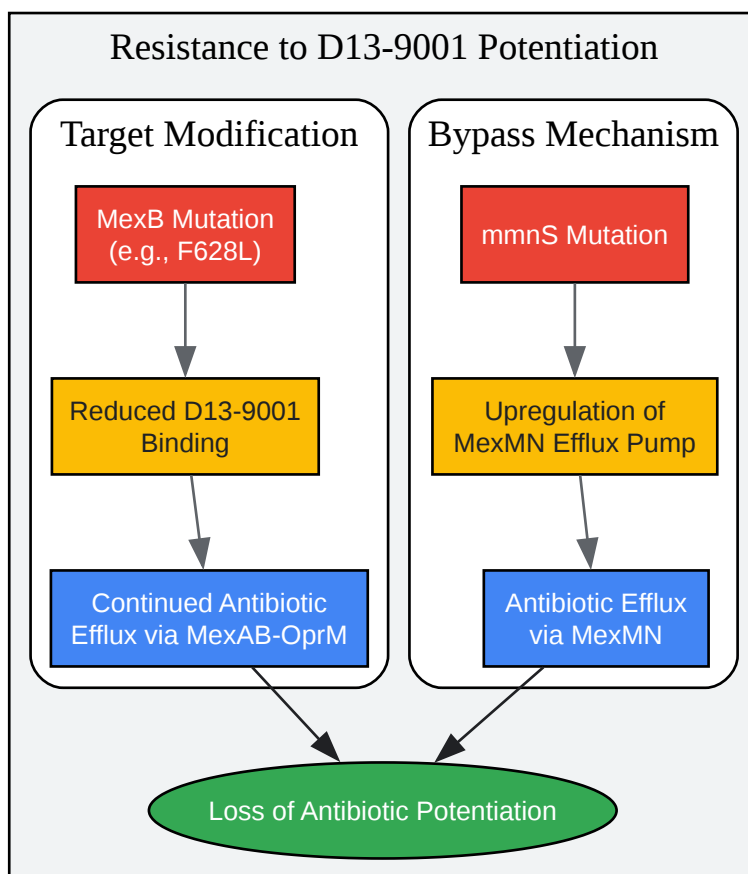 Resistance to D13-9001 Potentiation
Target Modification
MexB Mutation
(e.g., F628L)
Reduced D13-9001
Binding
Continued Antibiotic
Efflux via MexAB-OprM
Bypass Mechanism
mmnS Mutation
Upregulation of
MexMN Efflux Pump
Antibiotic Efflux
via MexMN
Loss of Antibiotic Potentiation